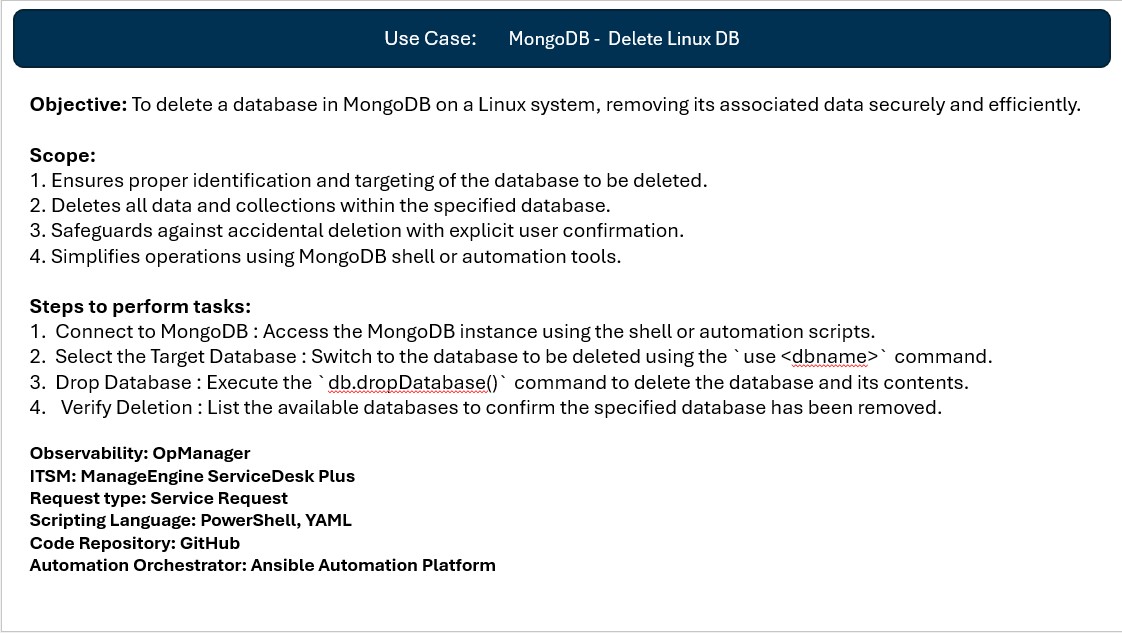 Use Case: MongoDB - Delete Linux DB
Objective: To delete a database in MongoDB on a Linux system, removing its associated data securely and efficiently.
Scope:
1. Ensures proper identification and targeting of the database to be deleted.
2. Deletes all data and collections within the specified database.
3. Safeguards against accidental deletion with explicit user confirmation.
4. Simplifies operations using MongoDB shell or automation tools.
Steps to perform tasks:
1. Connect to MongoDB : Access the MongoDB instance using the shell or automation scripts.
2. Select the Target Database : Switch to the database to be deleted using the `use <dbname>` command.
3. Drop Database : Execute the `db.dropDatabase()` command to delete the database and its contents.
4. Verify Deletion : List the available databases to confirm the specified database has been removed.
Observability: OpManager
ITSM: ManageEngine ServiceDesk Plus
Request type: Service Request
Scripting Language: PowerShell, YAML
Code Repository: GitHub
Automation Orchestrator: Ansible Automation Platform